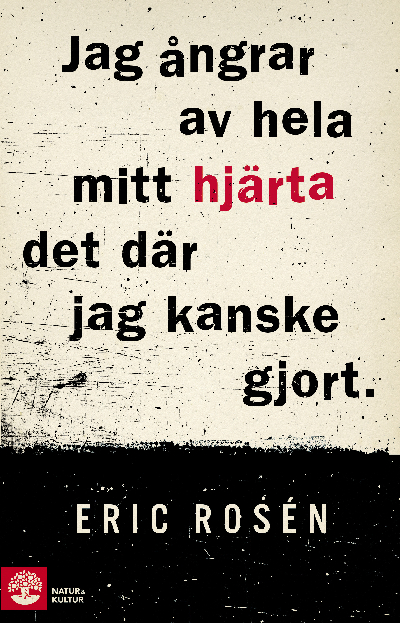 Jag ångrar
av hela
mitt hjärta
det där
jag kanske
gjort.
ERIC ROSÉN
NATUR &
KULTUR